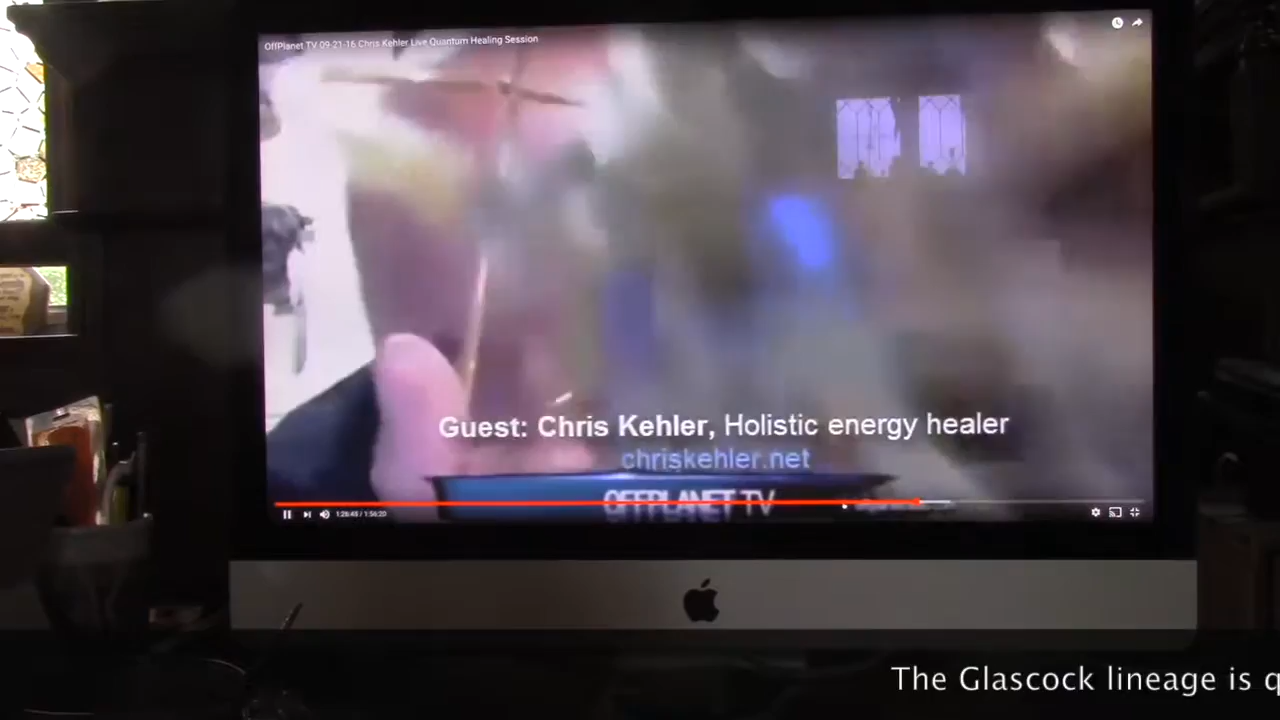 OffPlanet TV 09-21-16 Chris Kehler Live Quantum Healing Session
Guest: Chris Kehler, Holistic energy healer
chriskehler.net
OFFPLANET TV
1:26:45 / 1:56:20
The Glascock lineage is q